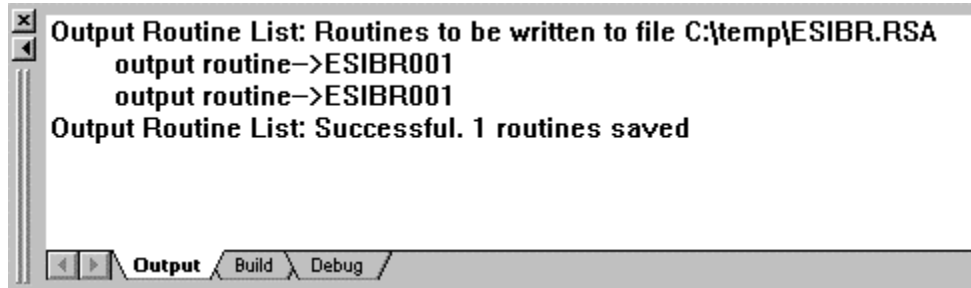 Output Routine List: Routines to be written to file C:\temp\ESIBR.RSA
output routine–>ESIBR001
output routine–>ESIBR001
Output Routine List: Successful. 1 routines saved
Output Build Debug